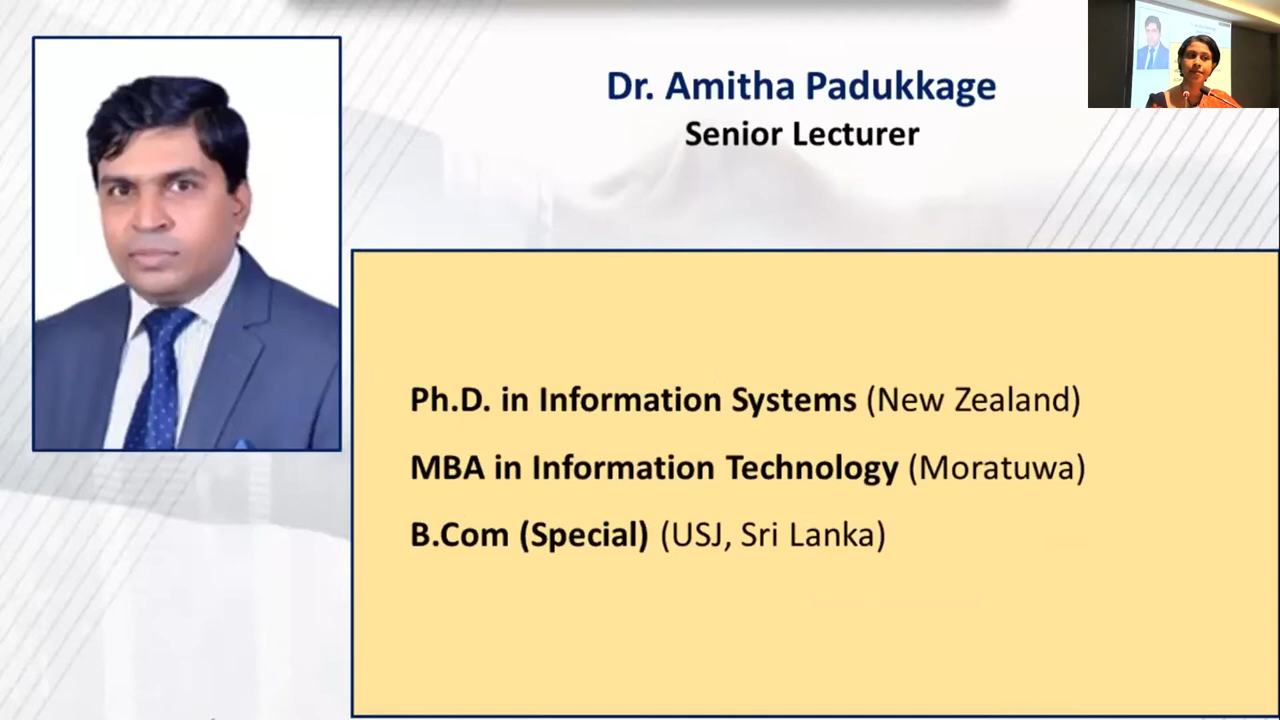 Dr. Amitha Padukkage
Senior Lecturer
Ph.D. in Information Systems (New Zealand)
MBA in Information Technology (Moratuwa)
B.Com (Special) (USJ, Sri Lanka)